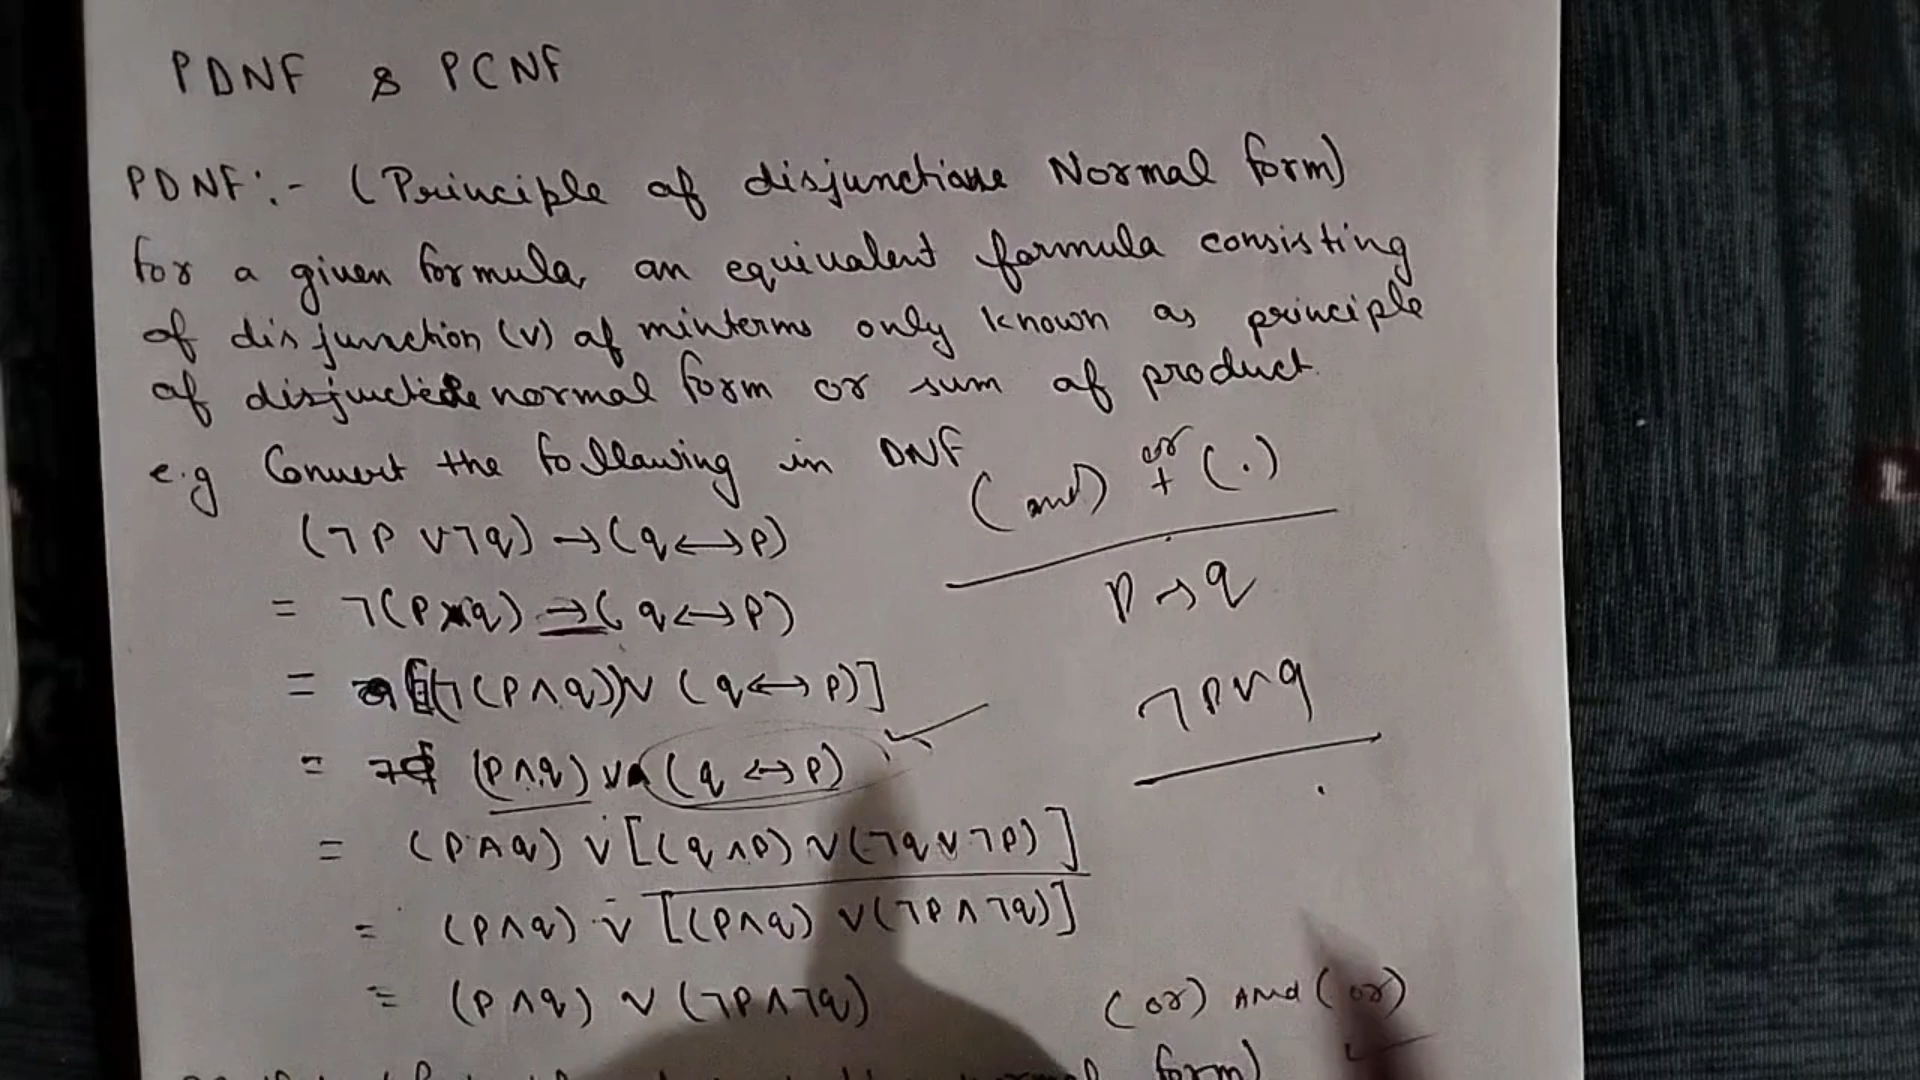 PDNF & PCNF
PDNF:- (Principle of disjunctione Normal form)
for a given formula, an equivalent formula consisting
of disjunction (v) of minterms only known as principle
of normal form or sum of product.
e.g Convert the following in DNF
(and) or + (.)
(¬P ∨ ¬q) → (q ↔ P)
= ¬(P ∧ q) → (q ↔ P)
P → q
= (¬(P ∧ q)) ∨ (q ↔ P)]
¬P ∨ q
= (P ∧ q) ∨ (q ↔ P)
= (P ∧ q) ∨ [(q ∧ P) ∨ (¬q ∨ ¬P)]
= (P ∧ q) ∨ [(P ∧ q) ∨ (¬P ∧ ¬q)]
= (P ∧ q) ∨ (¬P ∧ ¬q)
(or) And (or)
form)